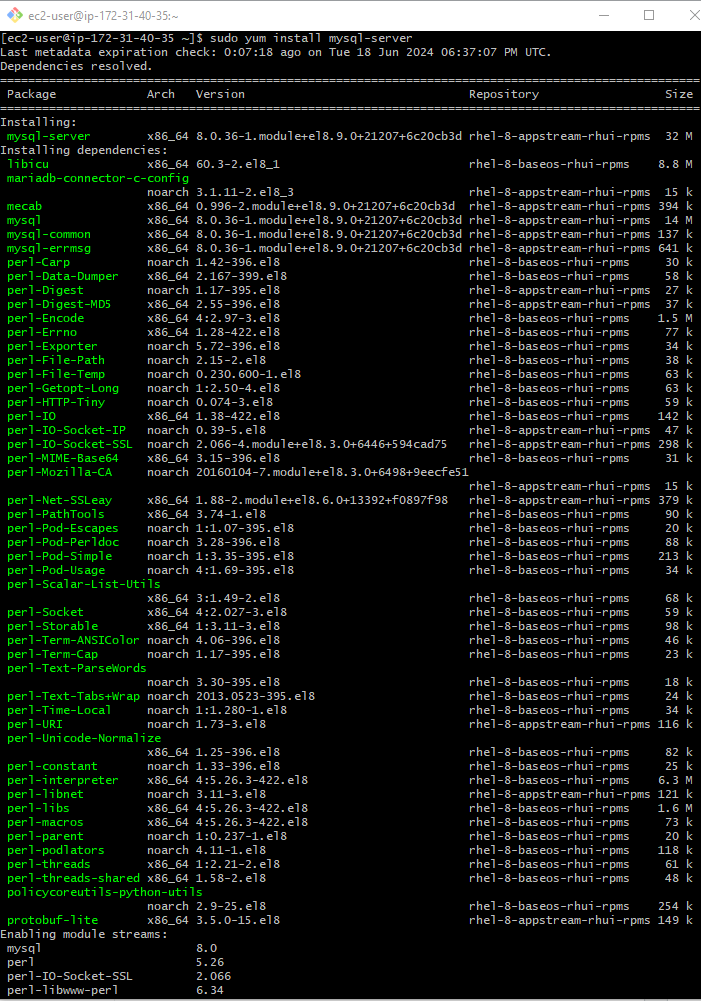 ec2-user@ip-172-31-40-35:~
[ec2-user@ip-172-31-40-35 ~]$ sudo yum install mysql-server
Last metadata expiration check: 0:07:18 ago on Tue 18 Jun 2024 06:37:07 PM UTC.
Dependencies resolved.
================================================================================
Package Arch Version Repository Size
================================================================================
Installing:
mysql-server x86_64 8.0.36-1.module+el8.9.0+21207+6c20cb3d rhel-8-appstream-rhui-rpms 32 M
Installing dependencies:
libicu x86_64 60.3-2.el8_1 rhel-8-baseos-rhui-rpms 8.8 M
mariadb-connector-c-config
noarch 3.1.11-2.el8_3 rhel-8-appstream-rhui-rpms 15 k
mecab x86_64 0.996-2.module+el8.9.0+21207+6c20cb3d rhel-8-appstream-rhui-rpms 394 k
mysql x86_64 8.0.36-1.module+el8.9.0+21207+6c20cb3d rhel-8-appstream-rhui-rpms 14 M
mysql-common x86_64 8.0.36-1.module+el8.9.0+21207+6c20cb3d rhel-8-appstream-rhui-rpms 137 k
mysql-errmsg x86_64 8.0.36-1.module+el8.9.0+21207+6c20cb3d rhel-8-appstream-rhui-rpms 641 k
perl-Carp noarch 1.42-396.el8 rhel-8-baseos-rhui-rpms 30 k
perl-Data-Dumper x86_64 2.167-399.el8 rhel-8-baseos-rhui-rpms 58 k
perl-Digest noarch 1.17-395.el8 rhel-8-appstream-rhui-rpms 27 k
perl-Digest-MD5 x86_64 2.55-396.el8 rhel-8-appstream-rhui-rpms 37 k
perl-Encode x86_64 4:2.97-3.el8 rhel-8-baseos-rhui-rpms 1.5 M
perl-Errno x86_64 1.28-422.el8 rhel-8-baseos-rhui-rpms 77 k
perl-Exporter noarch 5.72-396.el8 rhel-8-baseos-rhui-rpms 34 k
perl-File-Path noarch 2.15-2.el8 rhel-8-baseos-rhui-rpms 38 k
perl-File-Temp noarch 0.230.600-1.el8 rhel-8-baseos-rhui-rpms 63 k
perl-Getopt-Long noarch 1:2.50-4.el8 rhel-8-baseos-rhui-rpms 63 k
perl-HTTP-Tiny noarch 0.074-3.el8 rhel-8-baseos-rhui-rpms 59 k
perl-IO x86_64 1.38-422.el8 rhel-8-baseos-rhui-rpms 142 k
perl-IO-Socket-IP noarch 0.39-5.el8 rhel-8-appstream-rhui-rpms 47 k
perl-IO-Socket-SSL noarch 2.066-4.module+el8.3.0+6446+594cad75 rhel-8-appstream-rhui-rpms 298 k
perl-MIME-Base64 x86_64 3.15-396.el8 rhel-8-baseos-rhui-rpms 31 k
perl-Mozilla-CA noarch 20160104-7.module+el8.3.0+6498+9eecfe51
rhel-8-appstream-rhui-rpms 15 k
perl-Net-SSLeay x86_64 1.88-2.module+el8.6.0+13392+f0897f98 rhel-8-appstream-rhui-rpms 379 k
perl-PathTools x86_64 3.74-1.el8 rhel-8-baseos-rhui-rpms 90 k
perl-Pod-Escapes noarch 1:1.07-395.el8 rhel-8-baseos-rhui-rpms 20 k
perl-Pod-Perldoc noarch 3.28-396.el8 rhel-8-baseos-rhui-rpms 88 k
perl-Pod-Simple noarch 1:3.35-395.el8 rhel-8-baseos-rhui-rpms 213 k
perl-Pod-Usage noarch 4:1.69-395.el8 rhel-8-baseos-rhui-rpms 34 k
perl-Scalar-List-Utils
x86_64 3:1.49-2.el8 rhel-8-baseos-rhui-rpms 68 k
perl-Socket x86_64 4:2.027-3.el8 rhel-8-baseos-rhui-rpms 59 k
perl-Storable x86_64 1:3.11-3.el8 rhel-8-baseos-rhui-rpms 98 k
perl-Term-ANSIColor noarch 4.06-396.el8 rhel-8-baseos-rhui-rpms 46 k
perl-Term-Cap noarch 1.17-395.el8 rhel-8-baseos-rhui-rpms 23 k
perl-Text-ParseWords
noarch 3.30-395.el8 rhel-8-baseos-rhui-rpms 18 k
perl-Text-Tabs+Wrap noarch 2013.0523-395.el8 rhel-8-baseos-rhui-rpms 24 k
perl-Time-Local noarch 1:1.280-1.el8 rhel-8-baseos-rhui-rpms 34 k
perl-URI noarch 1.73-3.el8 rhel-8-appstream-rhui-rpms 116 k
perl-Unicode-Normalize
x86_64 1.25-396.el8 rhel-8-baseos-rhui-rpms 82 k
perl-constant noarch 1.33-396.el8 rhel-8-baseos-rhui-rpms 25 k
perl-interpreter x86_64 4:5.26.3-422.el8 rhel-8-baseos-rhui-rpms 6.3 M
perl-libnet noarch 3.11-3.el8 rhel-8-appstream-rhui-rpms 121 k
perl-libs x86_64 4:5.26.3-422.el8 rhel-8-baseos-rhui-rpms 1.6 M
perl-macros x86_64 4:5.26.3-422.el8 rhel-8-baseos-rhui-rpms 73 k
perl-parent noarch 1:0.237-1.el8 rhel-8-baseos-rhui-rpms 20 k
perl-podlators noarch 4.11-1.el8 rhel-8-baseos-rhui-rpms 118 k
perl-threads x86_64 1:2.21-2.el8 rhel-8-baseos-rhui-rpms 61 k
perl-threads-shared x86_64 1.58-2.el8 rhel-8-baseos-rhui-rpms 48 k
policycoreutils-python-utils
noarch 2.9-25.el8 rhel-8-baseos-rhui-rpms 254 k
protobuf-lite x86_64 3.5.0-15.el8 rhel-8-appstream-rhui-rpms 149 k
Enabling module streams:
mysql 8.0
perl 5.26
perl-IO-Socket-SSL 2.066
perl-libwww-perl 6.34